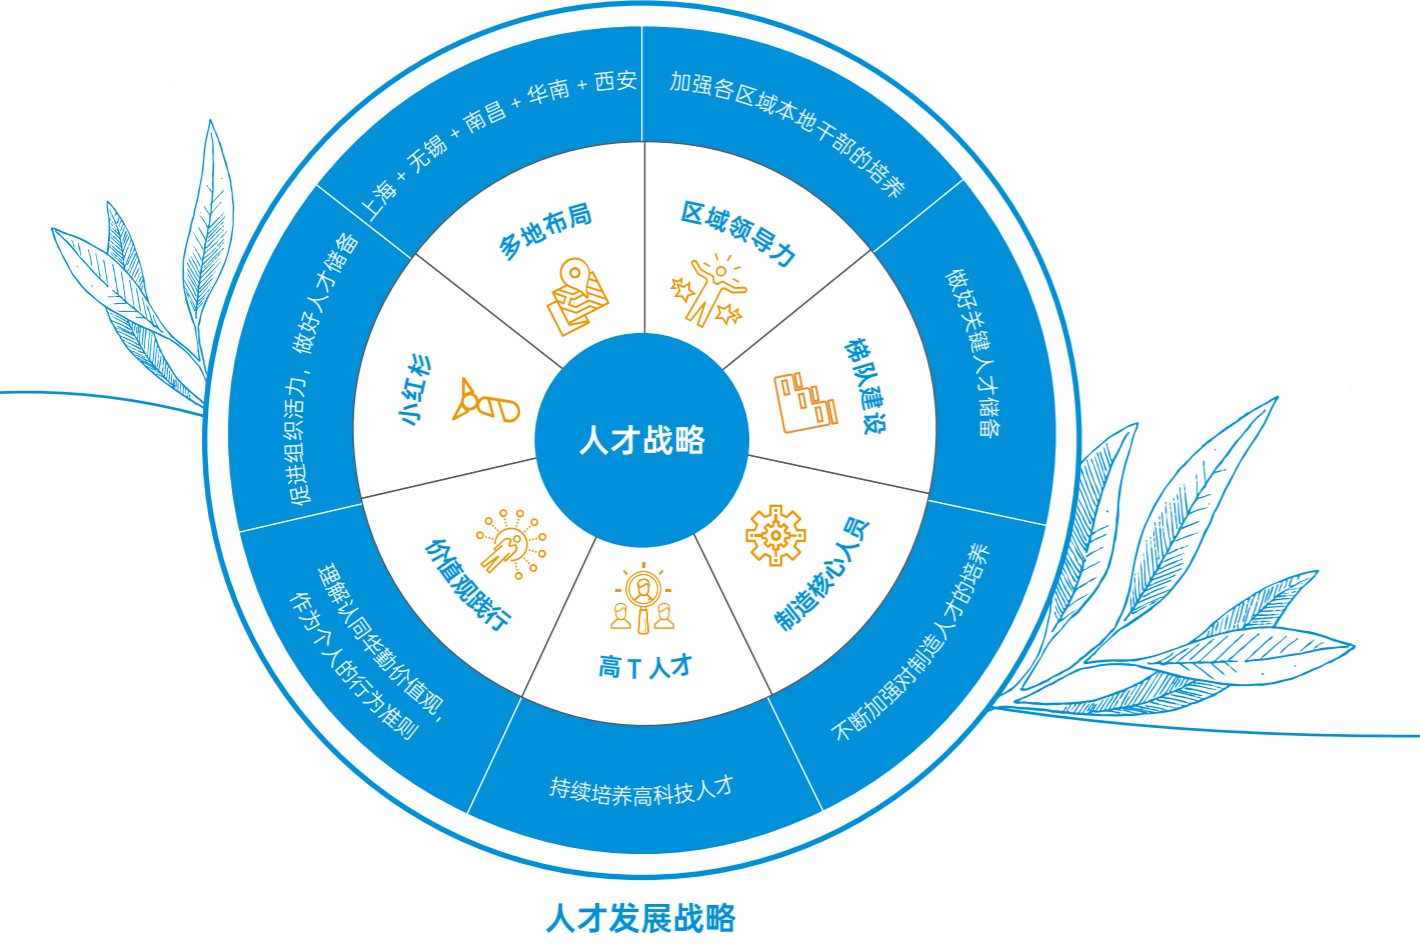 上海 + 无锡 + 南昌 + 华南 + 西安
多地布局
加强各区域本地干部的培养
区域领导力
做好关键人才储备
梯队建设
不断加强对制造人才的培养
制造核心人员
持续培养高科技人才
高 T 人才
理解认同华勤价值观，
作为个人的行为准则
价值观践行
促进组织活力，做好人才储备
小红杉
人才战略
人才发展战略